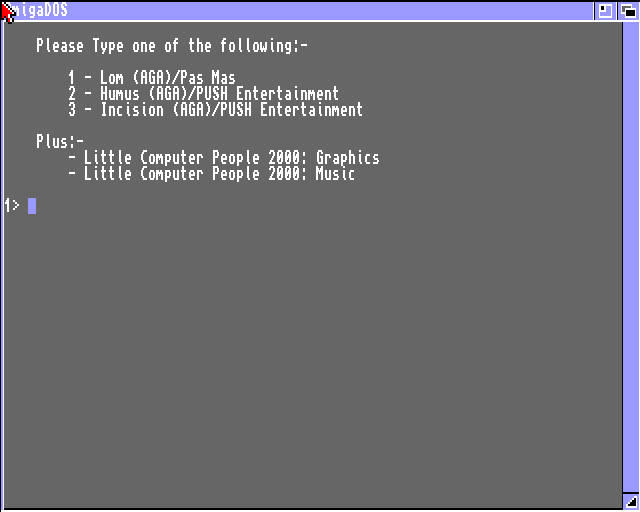 migaDOS
Please Type one of the following:-
1 - Lom (AGA)/Pas Mas
2 - Humus (AGA)/PUSH Entertainment
3 - Incision (AGA)/PUSH Entertainment
Plus:-
- Little Computer People 2000: Graphics
- Little Computer People 2000: Music
1>